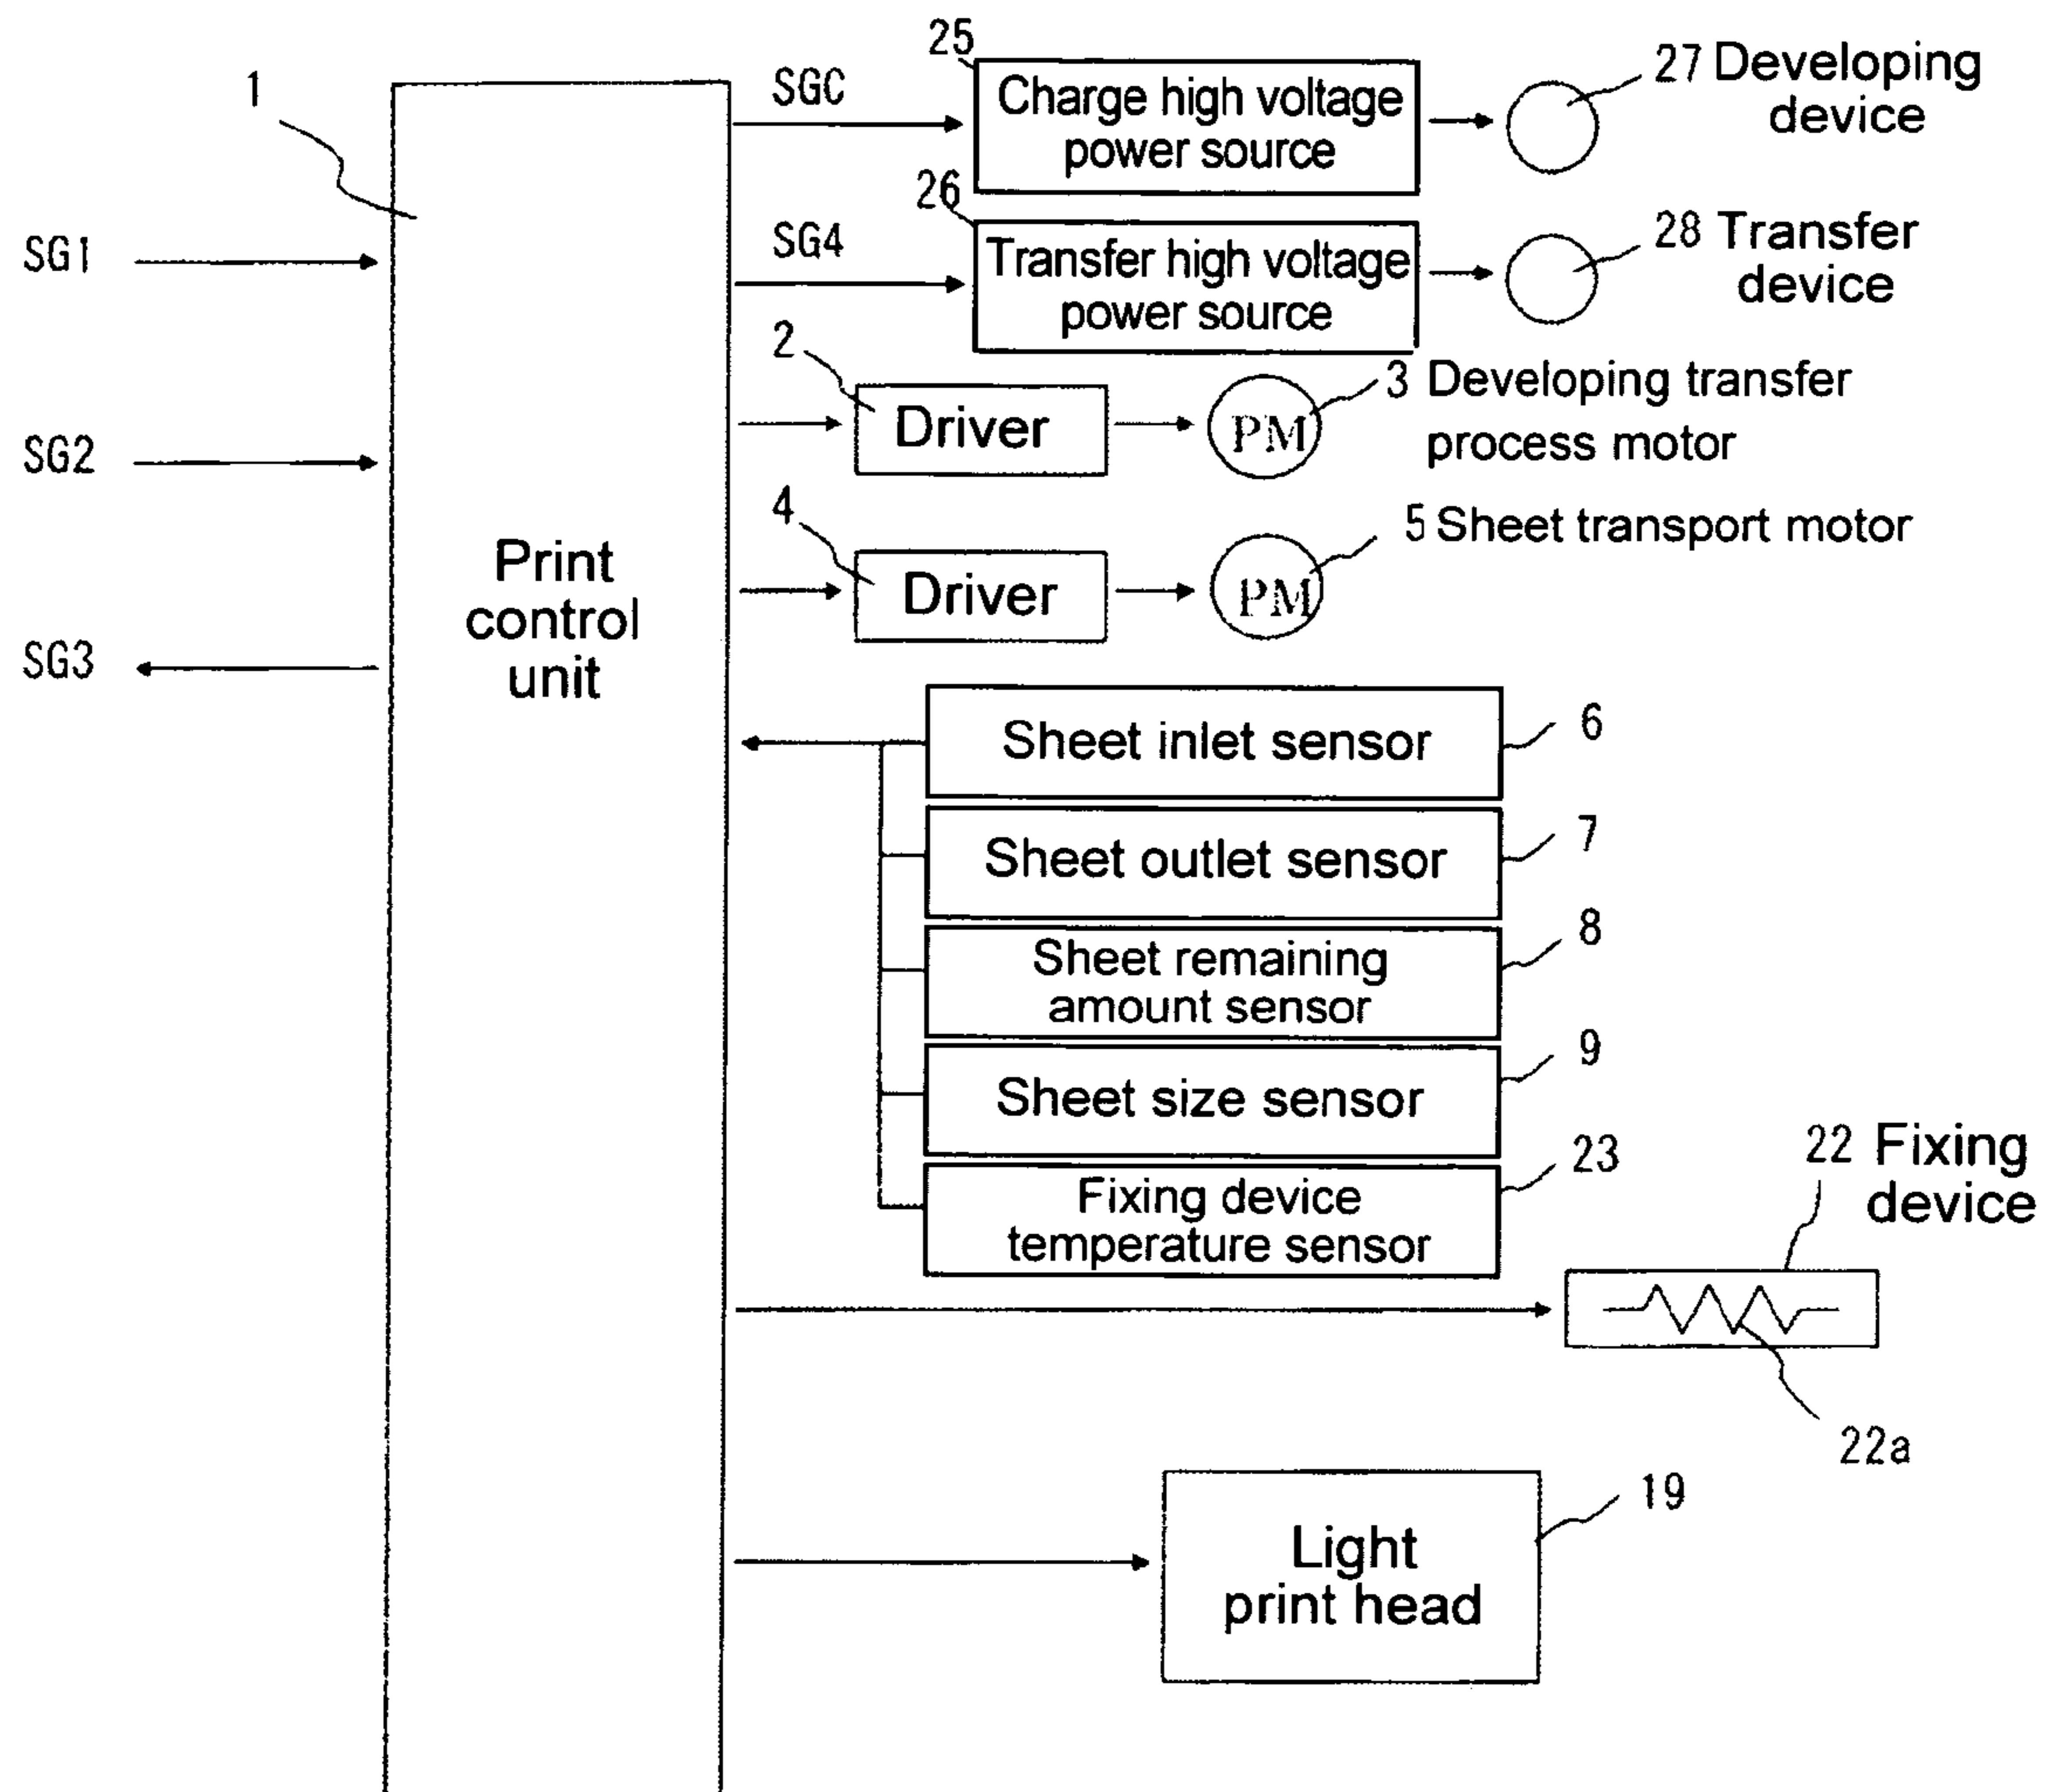 1
SG1
SG2
SG3
Print
control
unit
SGC
25
Charge high voltage
power source
27 Developing
device
SG4
26
Transfer high voltage
power source
28 Transfer
device
2
Driver
PM
3 Developing transfer
process motor
4
Driver
PM
5 Sheet transport motor
Sheet inlet sensor
6
Sheet outlet sensor
7
Sheet remaining
amount sensor
8
Sheet size sensor
9
Fixing device
temperature sensor
23
22 Fixing
device
22a
Light
print head
19